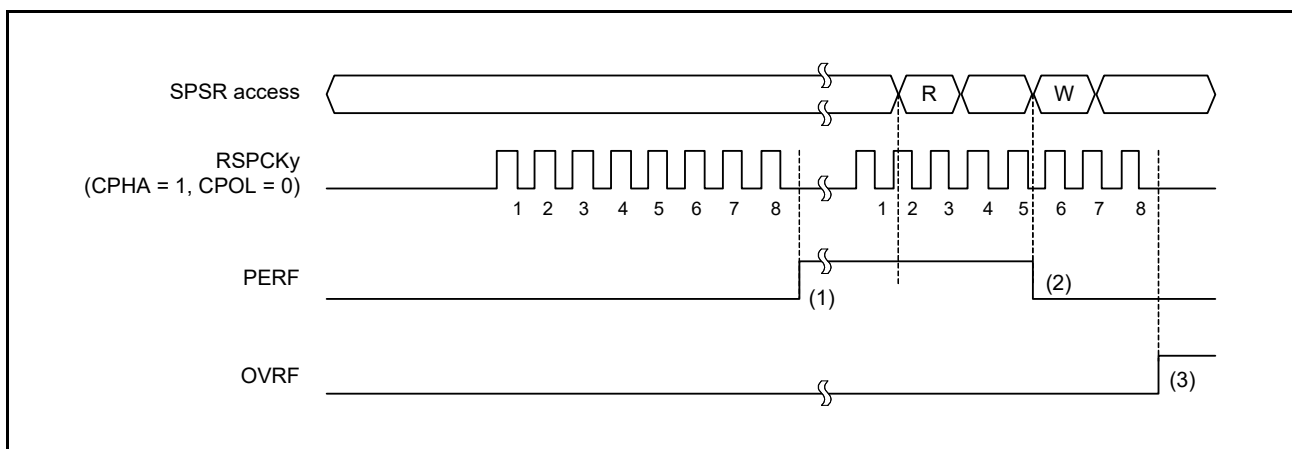 SPSR access
R
W
RSPCKy
(CPHA = 1, CPOL = 0)
1 2 3 4 5 6 7 8 1 2 3 4 5 6 7 8
PERF
(1)
(2)
OVRF
(3)